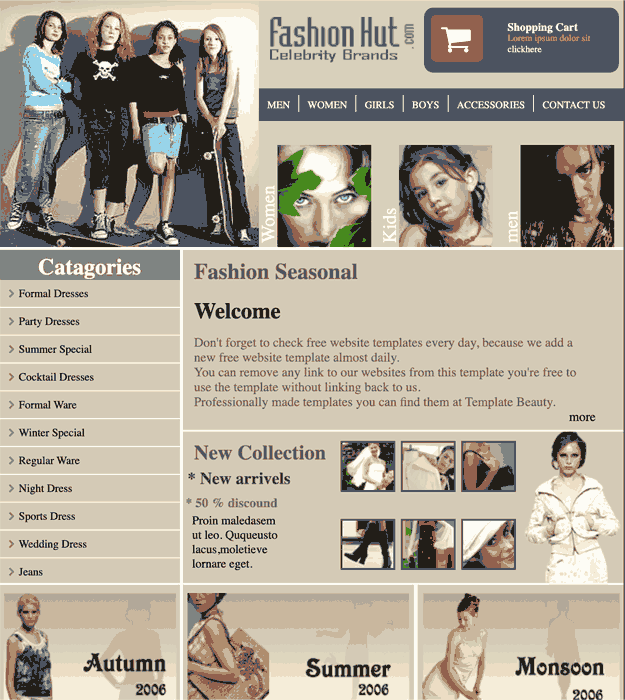 Fashion Hut .com
Celebrity Brands
Shopping Cart
Lorem ipsum dolor sit
clickhere
MEN WOMEN GIRLS BOYS ACCESSORIES CONTACT US
Women
Kids
men
Catagories
Formal Dresses
Party Dresses
Summer Special
Cocktail Dresses
Formal Ware
Winter Special
Regular Ware
Night Dress
Sports Dress
Wedding Dress
Jeans
Fashion Seasonal
Welcome
Don't forget to check free website templates every day, because we add a
new free website template almost daily.
You can remove any link to our websites from this template you're free to
use the template without linking back to us.
Professionally made templates you can find them at Template Beauty.
more
New Collection
* New arrivels
* 50 % discound
Proin maledasem
ut leo. Ququeusto
lacus,moletieve
lornare eget.
Autumn
2006
Summer
2006
Monsoon
2006